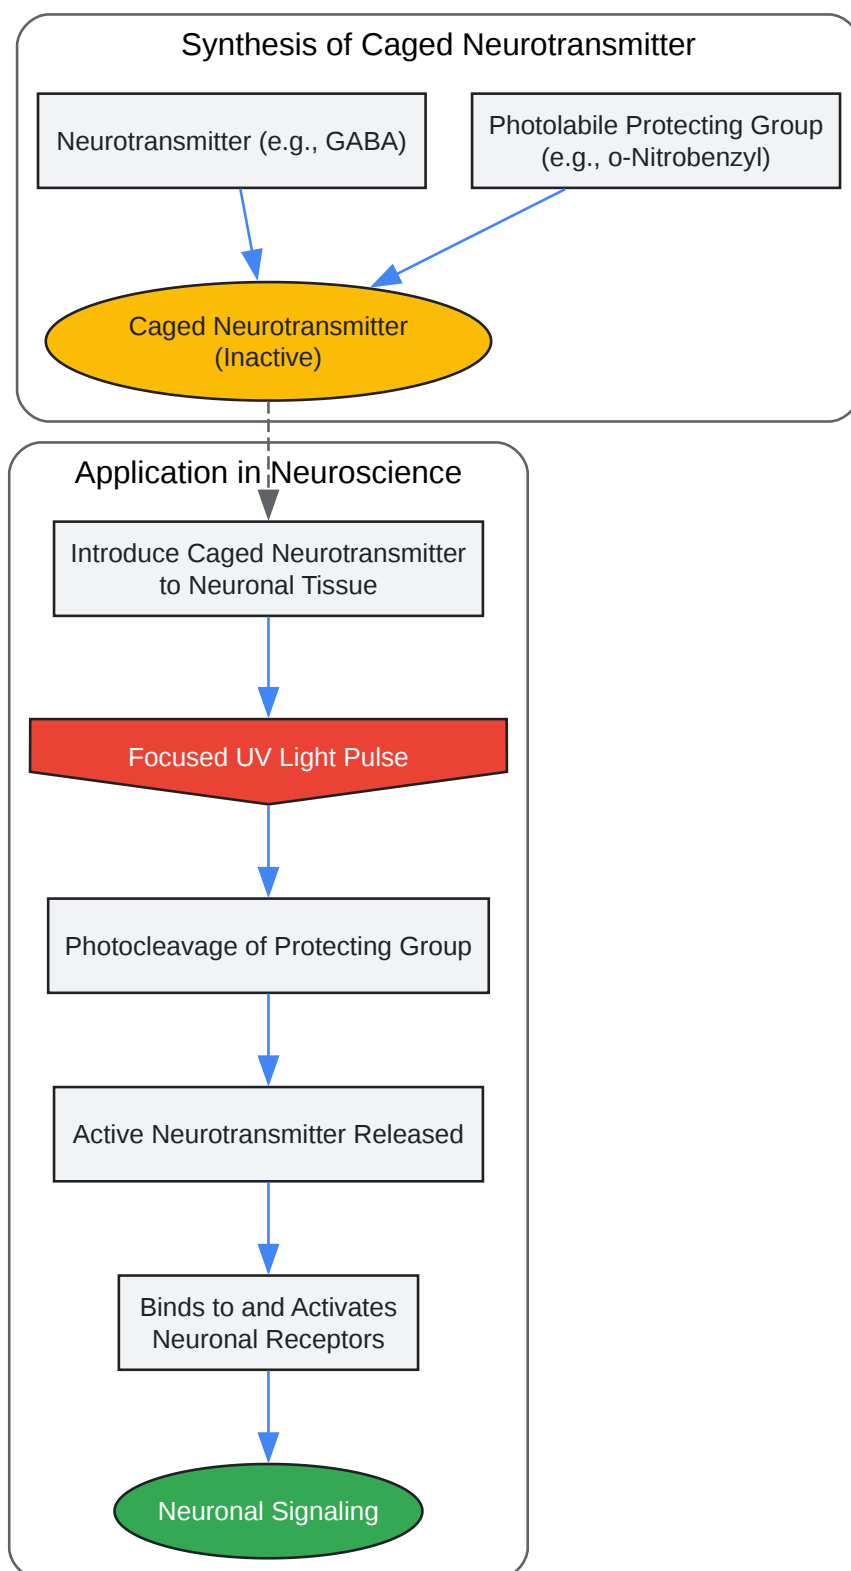 Synthesis of Caged Neurotransmitter
Neurotransmitter (e.g., GABA)
Photolabile Protecting Group
(e.g., o-Nitrobenzyl)
Caged Neurotransmitter
(Inactive)
Application in Neuroscience
Introduce Caged Neurotransmitter
to Neuronal Tissue
Focused UV Light Pulse
Photocleavage of Protecting Group
Active Neurotransmitter Released
Binds to and Activates
Neuronal Receptors
Neuronal Signaling